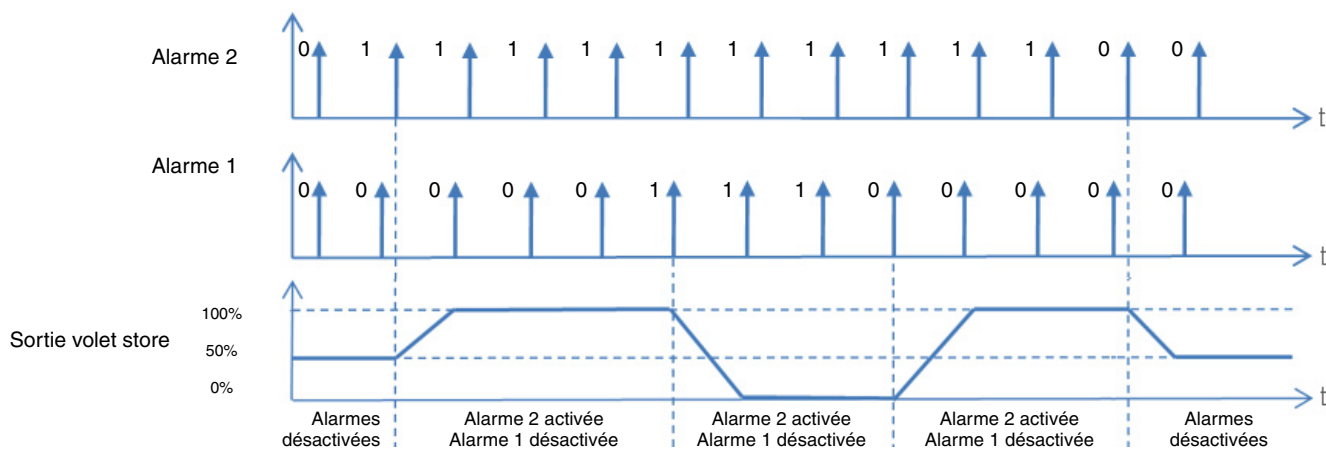 Alarme 2
0 1 1 1 1 1 1 1 1 1 1 0 0
t
Alarme 1
0 0 0 0 0 1 1 1 0 0 0 0 0
t
Sortie volet store
100%
50%
0%
t
Alarmes
désactivées
Alarme 2 activée
Alarme 1 désactivée
Alarme 2 activée
Alarme 1 désactivée
Alarme 2 activée
Alarme 1 désactivée
Alarmes
désactivées